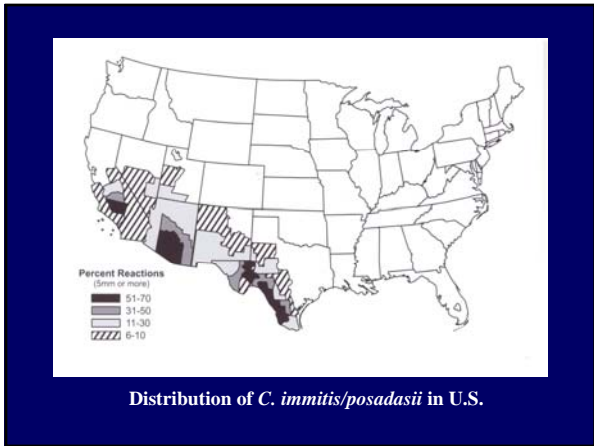 Percent Reactions
(5mm or more)
51-70
31-50
11-30
6-10
Distribution of C. immitis/posadasii in U.S.